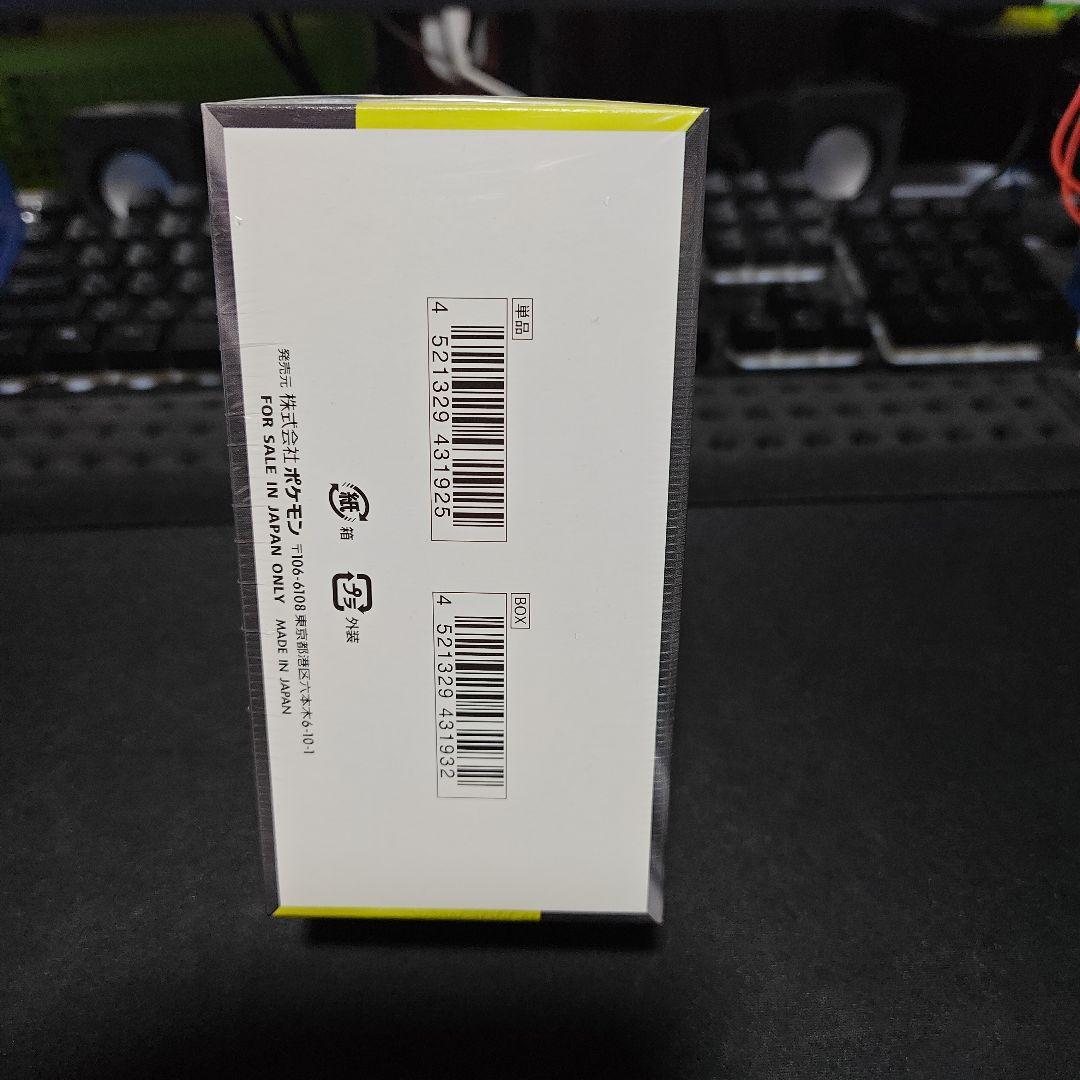 単品
4 521329 431925
BOX
4 521329 431932
紙
箱
プラ
外装
発売元 株式会社ポケモン 〒106-6108 東京都港区六本木6-10-1
FOR SALE IN JAPAN ONLY MADE IN JAPAN